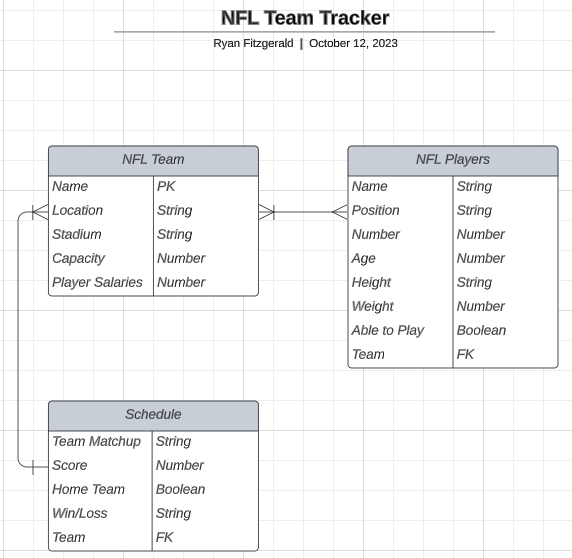 NFL Team Tracker
Ryan Fitzgerald | October 12, 2023
NFL Team
Name PK
Location String
Stadium String
Capacity Number
Player Salaries Number
NFL Players
Name String
Position String
Number Number
Age Number
Height String
Weight Number
Able to Play Boolean
Team FK
Schedule
Team Matchup String
Score Number
Home Team Boolean
Win/Loss String
Team FK